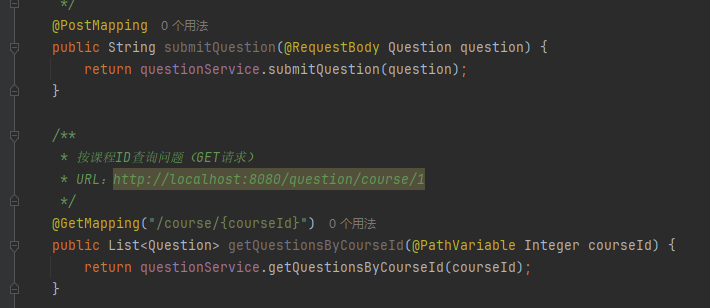 */
@PostMapping 0 个用法
public String submitQuestion(@RequestBody Question question) {
return questionService.submitQuestion(question);
}
/**
* 按课程ID查询问题（GET请求）
* URL：http://localhost:8080/question/course/1
*/
@GetMapping("/course/{courseId}") 0 个用法
public List<Question> getQuestionsByCourseId(@PathVariable Integer courseId) {
return questionService.getQuestionsByCourseId(courseId);
}